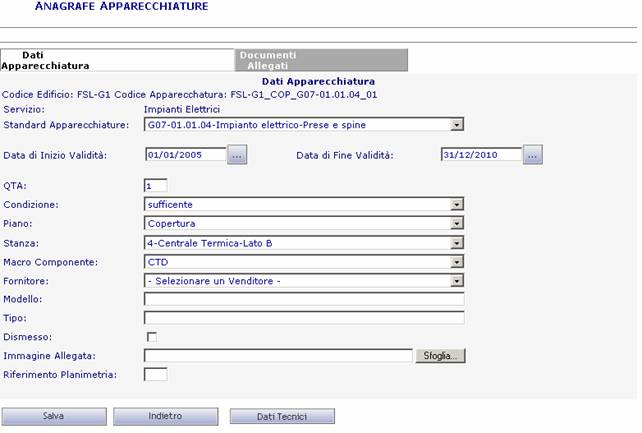 ANAGRAFE APPARECCHIATURE
Dati Apparecchiatura
Documenti Allegati
Dati Apparecchiatura
Codice Edificio: FSL-G1 Codice Apparecchatura: FSL-G1_COP_G07-01.01.04_01
Servizio: Impianti Elettrici
Standard Apparecchiature: G07-01.01.04-Impianto elettrico-Prese e spine
Data di Inizio Validità: 01/01/2005 ... Data di Fine Validità: 31/12/2010 ...
QTA: 1
Condizione: sufficente
Piano: Copertura
Stanza: 4-Centrale Termica-Lato B
Macro Componente: CTD
Fornitore: - Selezionare un Venditore -
Modello:
Tipo:
Dismesso:
Immagine Allegata: Sfoglia...
Riferimento Planimetria:
Salva Indietro Dati Tecnici